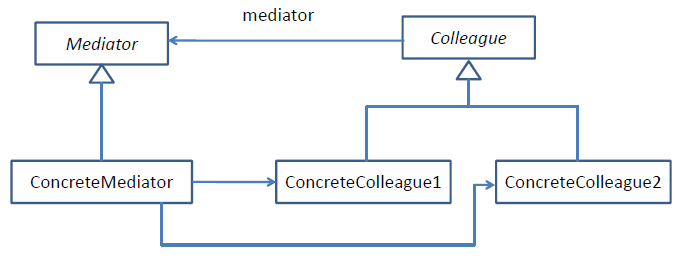 mediator
Mediator
Colleague
ConcreteMediator
ConcreteColleague1
ConcreteColleague2